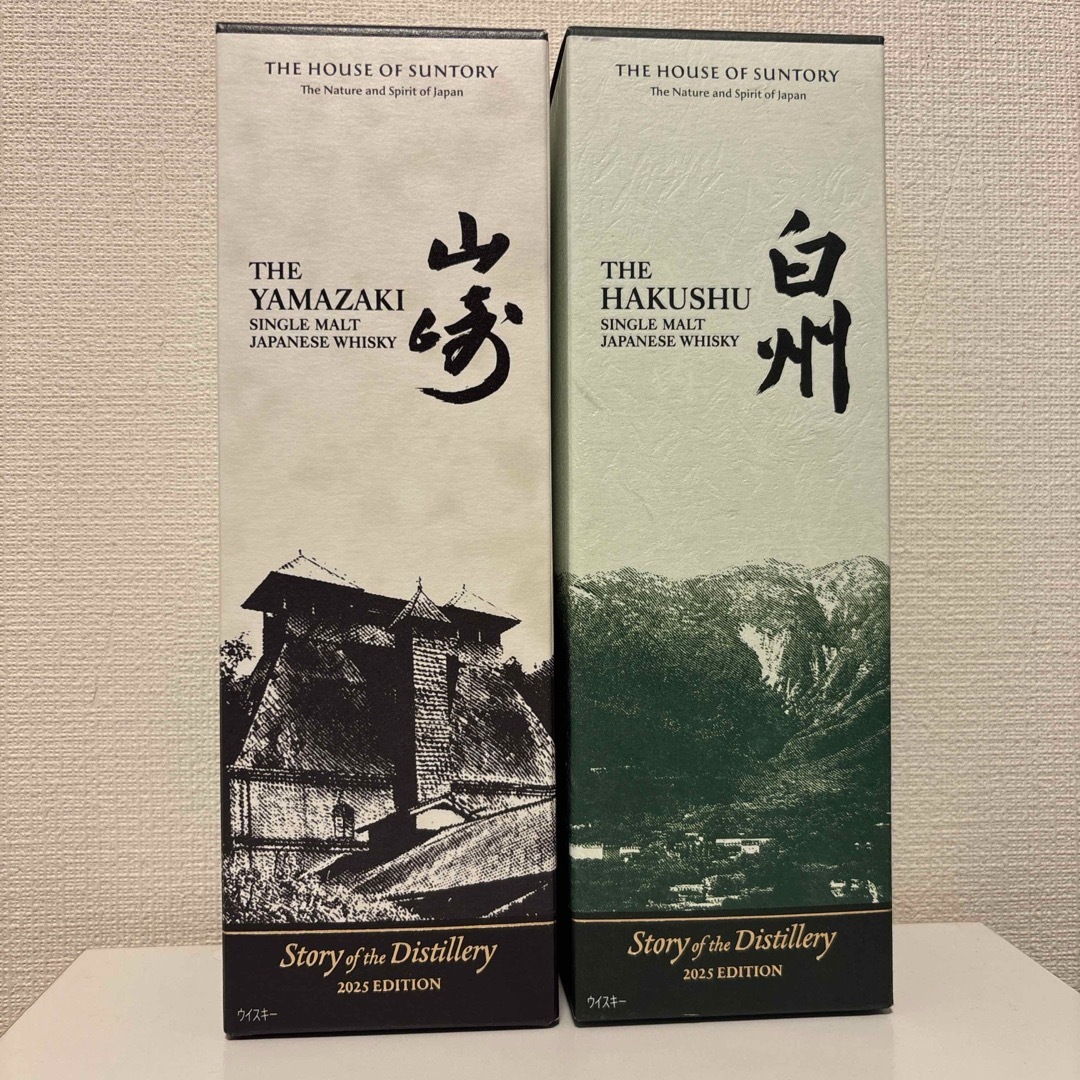 THE HOUSE OF SUNTORY
The Nature and Spirit of Japan
THE
YAMAZAKI
SINGLE MALT
JAPANESE WHISKY
山崎
Story of the Distillery
2025 EDITION
ウイスキー
THE HOUSE OF SUNTORY
The Nature and Spirit of Japan
THE
HAKUSHU
SINGLE MALT
JAPANESE WHISKY
白州
Story of the Distillery
2025 EDITION
ウイスキー